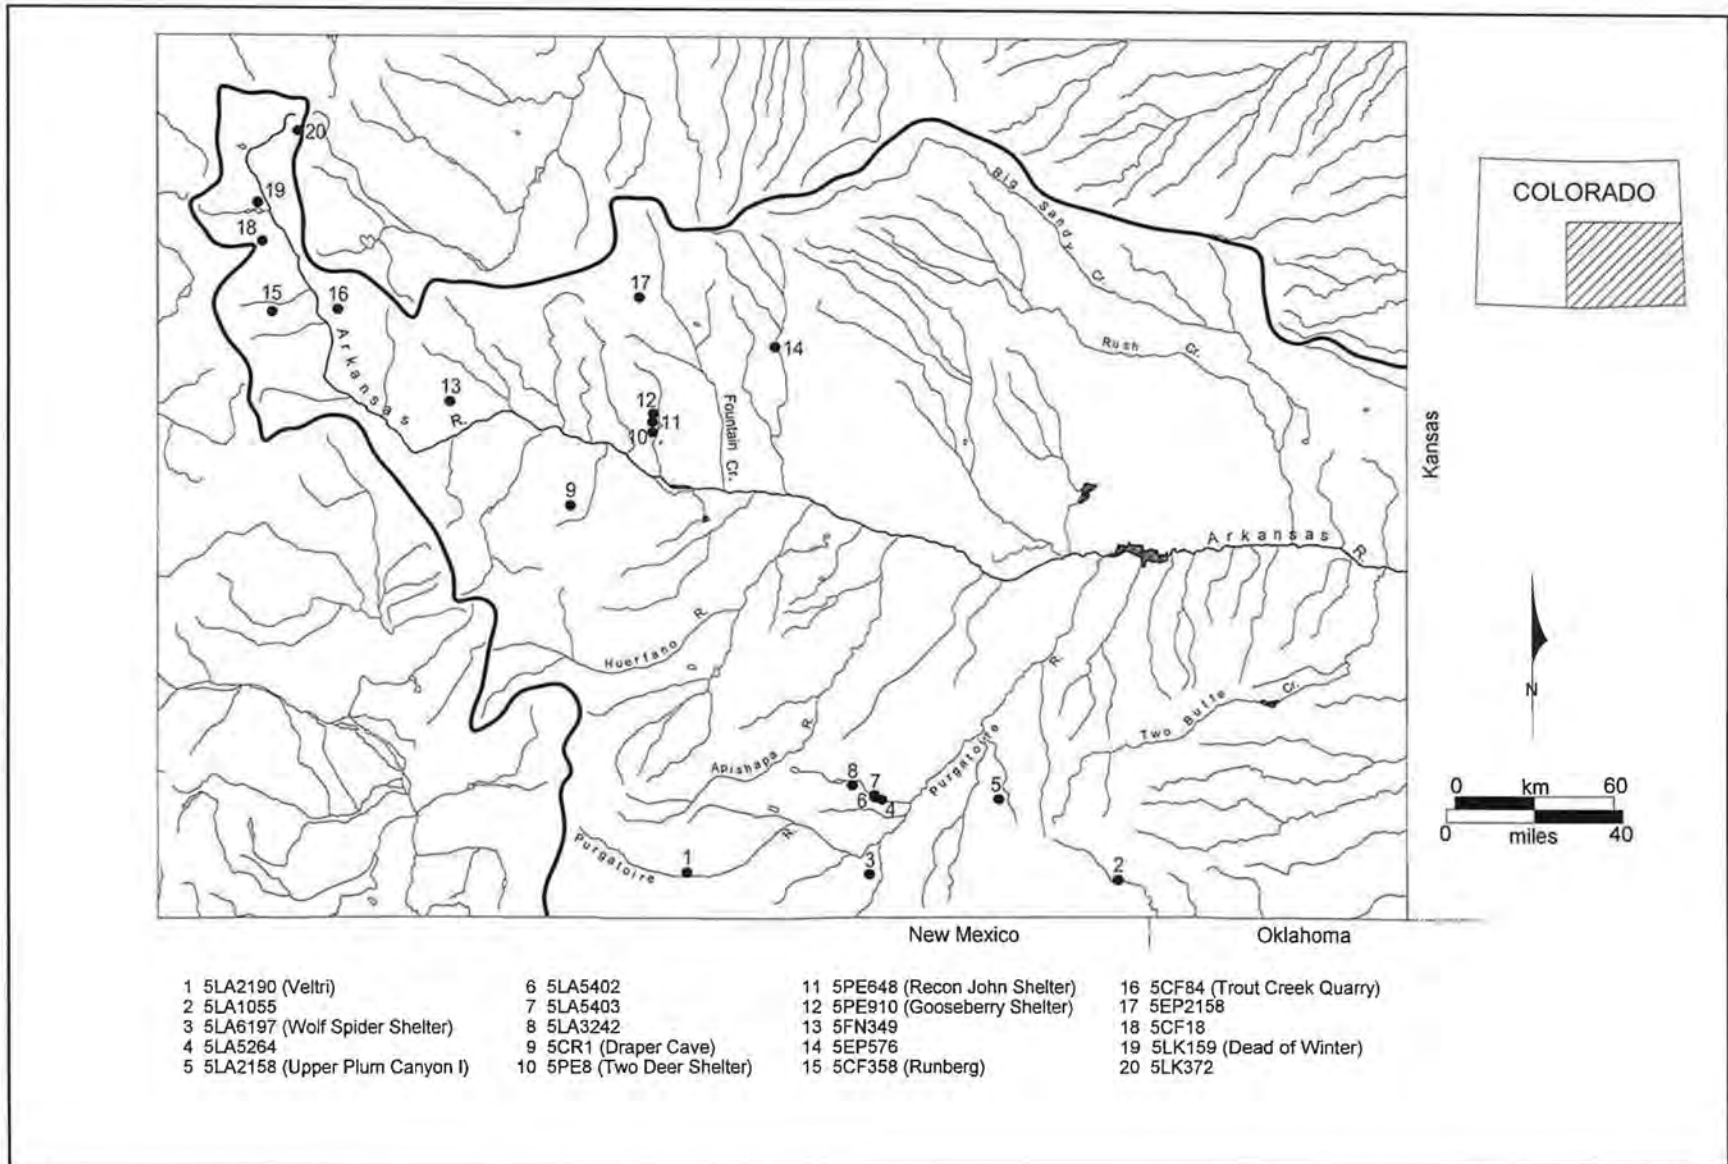 20
19
18
15
16
17
14
13
12
11
10
9
8
7
6
4
5
1
3
2
Big Sandy Cr.
Rush Cr.
Arkansas R.
Fountain Cr.
Arkansas R.
Huerfano R.
Apishapa R.
Purgatoire R.
Two Butte Cr.
Purgatoire R.
COLORADO
Kansas
N
0 km 60
0 miles 40
New Mexico
Oklahoma
1 5LA2190 (Veltri)
2 5LA1055
3 5LA6197 (Wolf Spider Shelter)
4 5LA5264
5 5LA2158 (Upper Plum Canyon I)
6 5LA5402
7 5LA5403
8 5LA3242
9 5CR1 (Draper Cave)
10 5PE8 (Two Deer Shelter)
11 5PE648 (Recon John Shelter)
12 5PE910 (Gooseberry Shelter)
13 5FN349
14 5EP576
15 5CF358 (Runberg)
16 5CF84 (Trout Creek Quarry)
17 5EP2158
18 5CF18
19 5LK159 (Dead of Winter)
20 5LK372